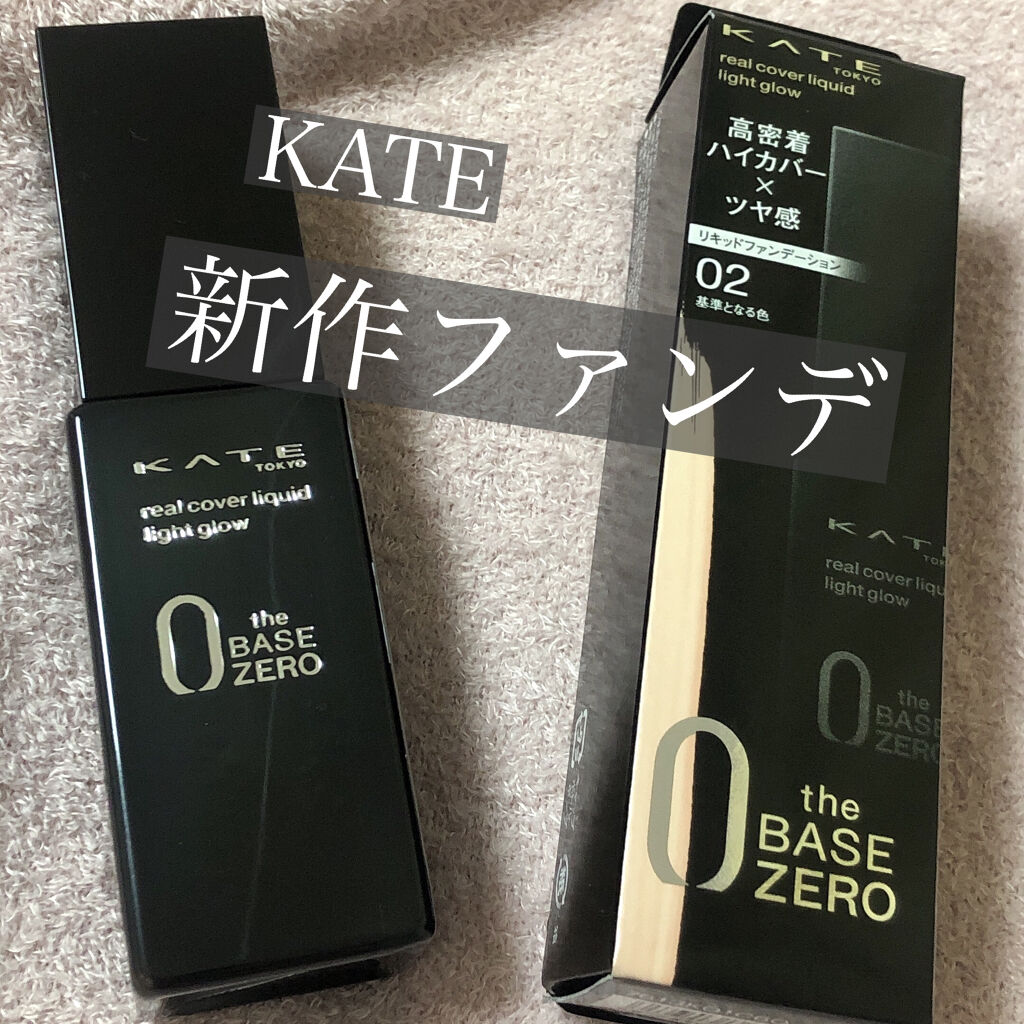 KATE
新作ファンデ
KATE
TOKYO
real cover liquid
light glow
0
the
BASE
ZERO
KATE
TOKYO
real cover liquid
light glow
高密着
ハイカバー
×
ツヤ感
リキッドファンデーション
02
基準となる色
KATE
real cover liqu
light glow
0
the
BASE
ZERO
0
the
BASE
ZERO